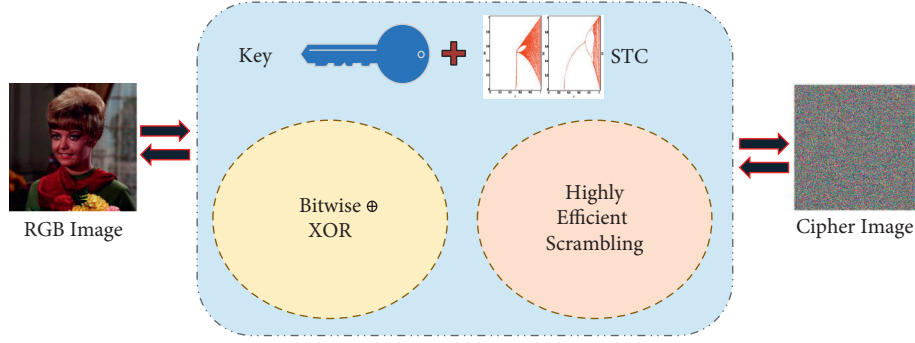 Key
STC
Bitwise ⊕
XOR
Highly
Efficient
Scrambling
RGB Image
Cipher Image